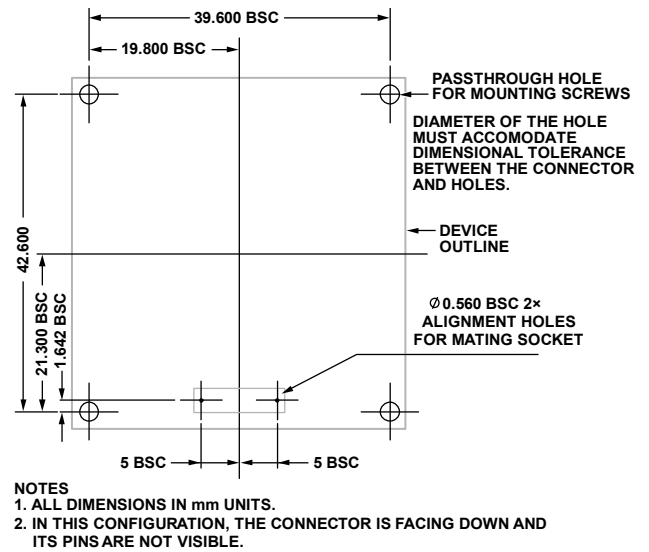 39.600 BSC
19.800 BSC
PASSTHROUGH HOLE
FOR MOUNTING SCREWS
DIAMETER OF THE HOLE
MUST ACCOMODATE
DIMENSIONAL TOLERANCE
BETWEEN THE CONNECTOR
AND HOLES.
42.600
DEVICE
OUTLINE
21.300 BSC
1.642 BSC
Ø0.560 BSC 2×
ALIGNMENT HOLES
FOR MATING SOCKET
5 BSC
5 BSC
NOTES
1. ALL DIMENSIONS IN mm UNITS.
2. IN THIS CONFIGURATION, THE CONNECTOR IS FACING DOWN AND
ITS PINS ARE NOT VISIBLE.